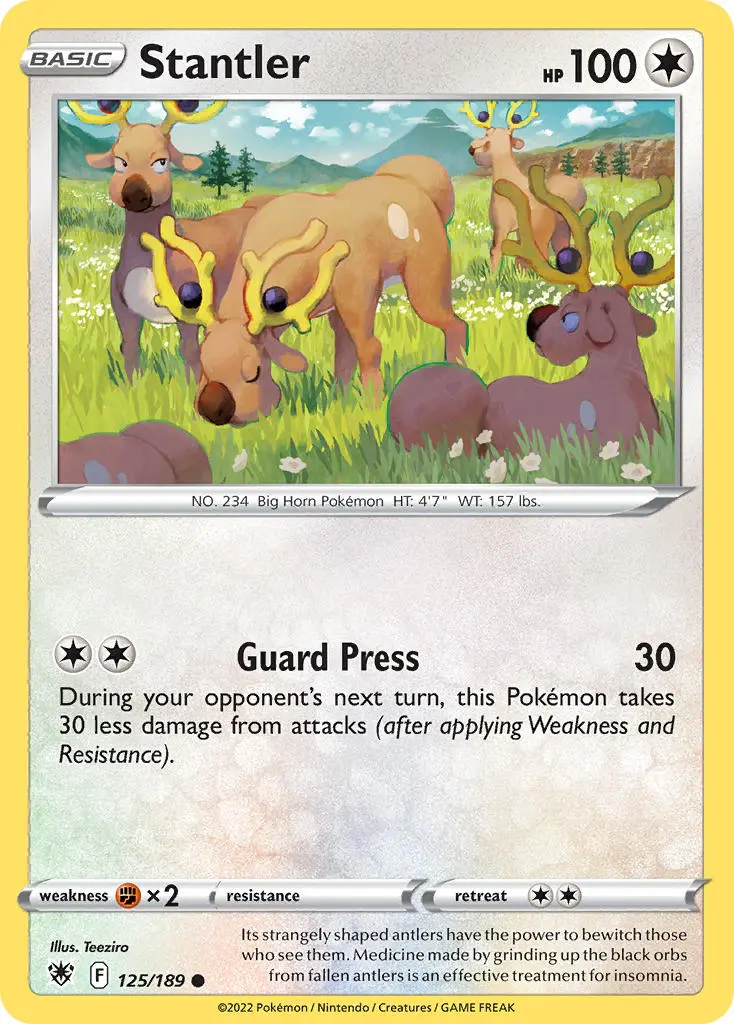 BASIC Stantler HP 100
NO. 234 Big Horn Pokémon HT: 4'7" WT: 157 lbs.
Guard Press 30
During your opponent's next turn, this Pokémon takes
30 less damage from attacks (after applying Weakness and
Resistance).
weakness ×2 resistance retreat
Illus. Teeziro
F 125/189
Its strangely shaped antlers have the power to bewitch those
who see them. Medicine made by grinding up the black orbs
from fallen antlers is an effective treatment for insomnia.
©2022 Pokémon / Nintendo / Creatures / GAME FREAK